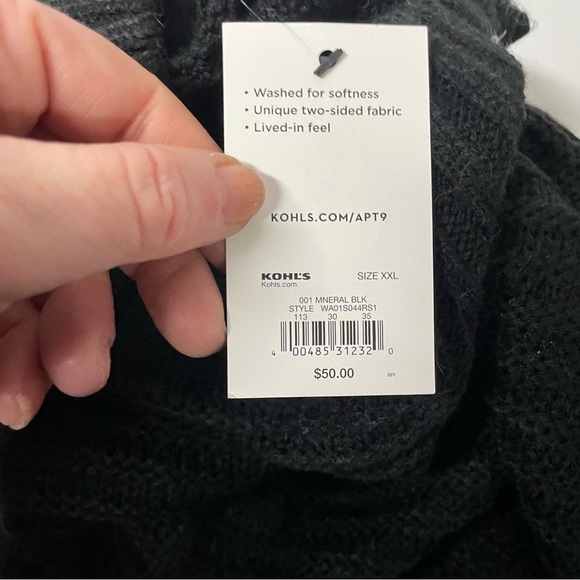 • Washed for softness
• Unique two-sided fabric
• Lived-in feel
KOHLS.COM/APT9
KOHL'S SIZE XXL
Kohls.com
001 MNERAL BLK
STYLE WA01S044RS1
113 30 35
4 00485 31232 0
$50.00